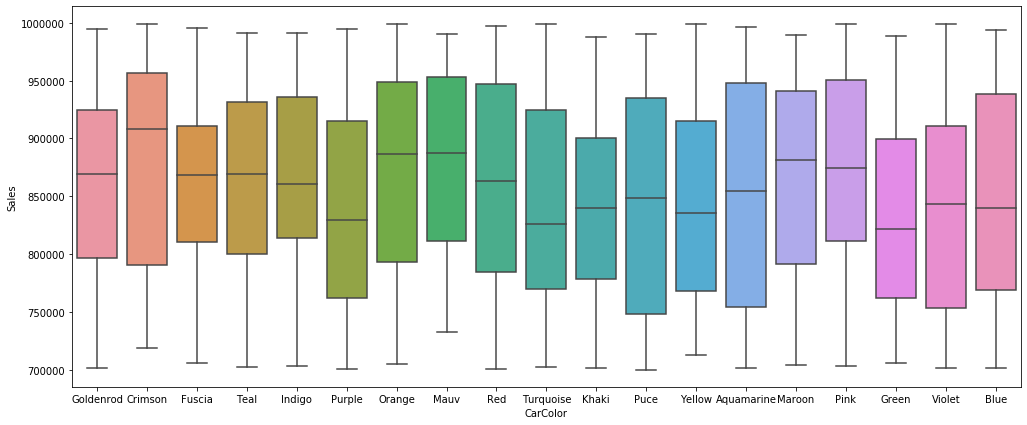 1000000
950000
900000
850000
800000
750000
700000
Sales
Goldenrod Crimson Fuscia Teal Indigo Purple Orange Mauv Red Turquoise Khaki Puce Yellow Aquamarine Maroon Pink Green Violet Blue
CarColor